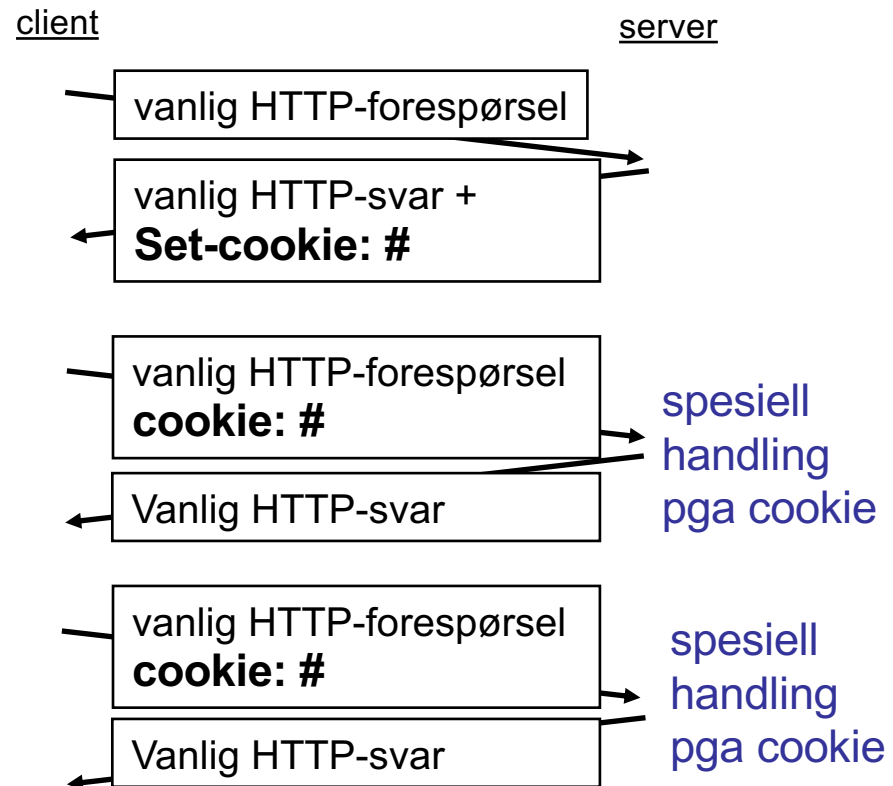 client
server
vanlig HTTP-forespørsel
vanlig HTTP-svar +
Set-cookie: #
vanlig HTTP-forespørsel
cookie: #
spesiell
handling
pga cookie
Vanlig HTTP-svar
vanlig HTTP-forespørsel
cookie: #
spesiell
handling
pga cookie
Vanlig HTTP-svar